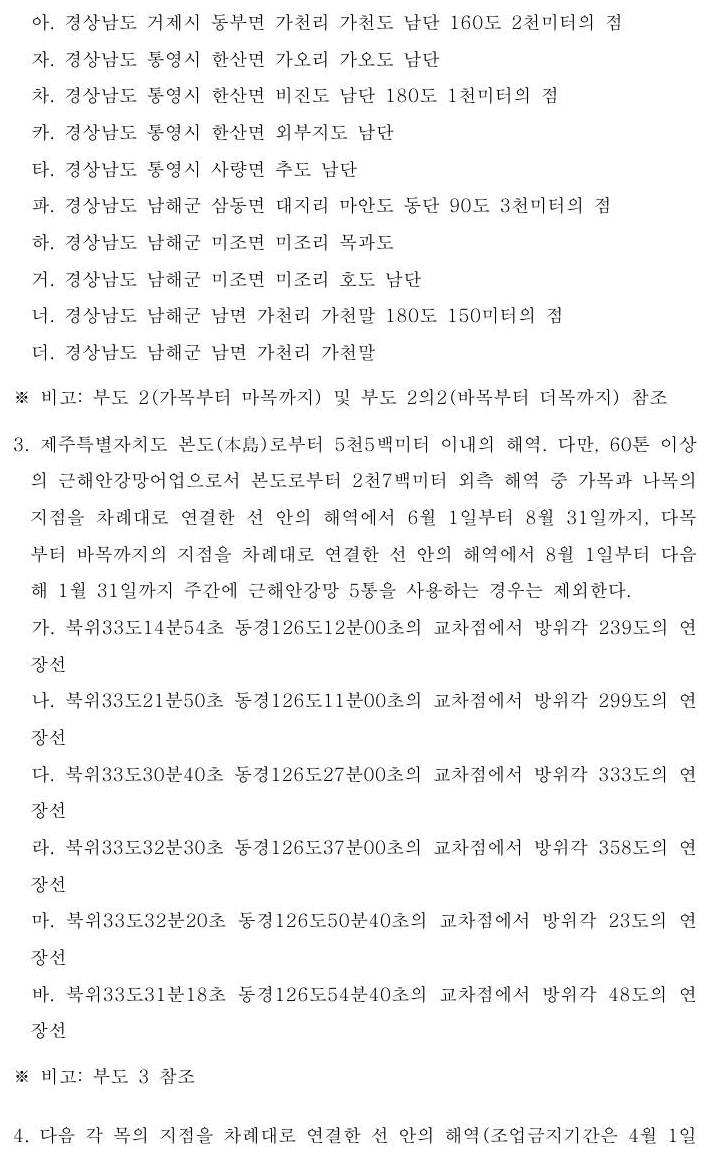 아. 경상남도 거제시 동부면 가천리 가천도 남단 160도 2천미터의 점
자. 경상남도 통영시 한산면 가오리 가오도 남단
차. 경상남도 통영시 한산면 비진도 남단 180도 1천미터의 점
카. 경상남도 통영시 한산면 외부지도 남단
타. 경상남도 통영시 사량면 추도 남단
파. 경상남도 남해군 삼동면 대지리 마안도 동단 90도 3천미터의 점
하. 경상남도 남해군 미조면 미조리 목과도
거. 경상남도 남해군 미조면 미조리 호도 남단
너. 경상남도 남해군 남면 가천리 가천말 180도 150미터의 점
더. 경상남도 남해군 남면 가천리 가천말
※ 비고: 부도 2(가목부터 마목까지) 및 부도 2의2(바목부터 더목까지) 참조
3. 제주특별자치도 본도(本島)로부터 5천5백미터 이내의 해역. 다만, 60톤 이상
의 근해안강망어업으로서 본도로부터 2천7백미터 외측 해역 중 가목과 나목의
지점을 차례대로 연결한 선 안의 해역에서 6월 1일부터 8월 31일까지, 다목
부터 바목까지의 지점을 차례대로 연결한 선 안의 해역에서 8월 1일부터 다음
해 1월 31일까지 주간에 근해안강망 5통을 사용하는 경우는 제외한다.
가. 북위33도14분54초 동경126도12분00초의 교차점에서 방위각 239도의 연
장선
나. 북위33도21분50초 동경126도11분00초의 교차점에서 방위각 299도의 연
장선
다. 북위33도30분40초 동경126도27분00초의 교차점에서 방위각 333도의 연
장선
라. 북위33도32분30초 동경126도37분00초의 교차점에서 방위각 358도의 연
장선
마. 북위33도32분20초 동경126도50분40초의 교차점에서 방위각 23도의 연
장선
바. 북위33도31분18초 동경126도54분40초의 교차점에서 방위각 48도의 연
장선
※ 비고: 부도 3 참조
4. 다음 각 목의 지점을 차례대로 연결한 선 안의 해역(조업금지기간은 4월 1일